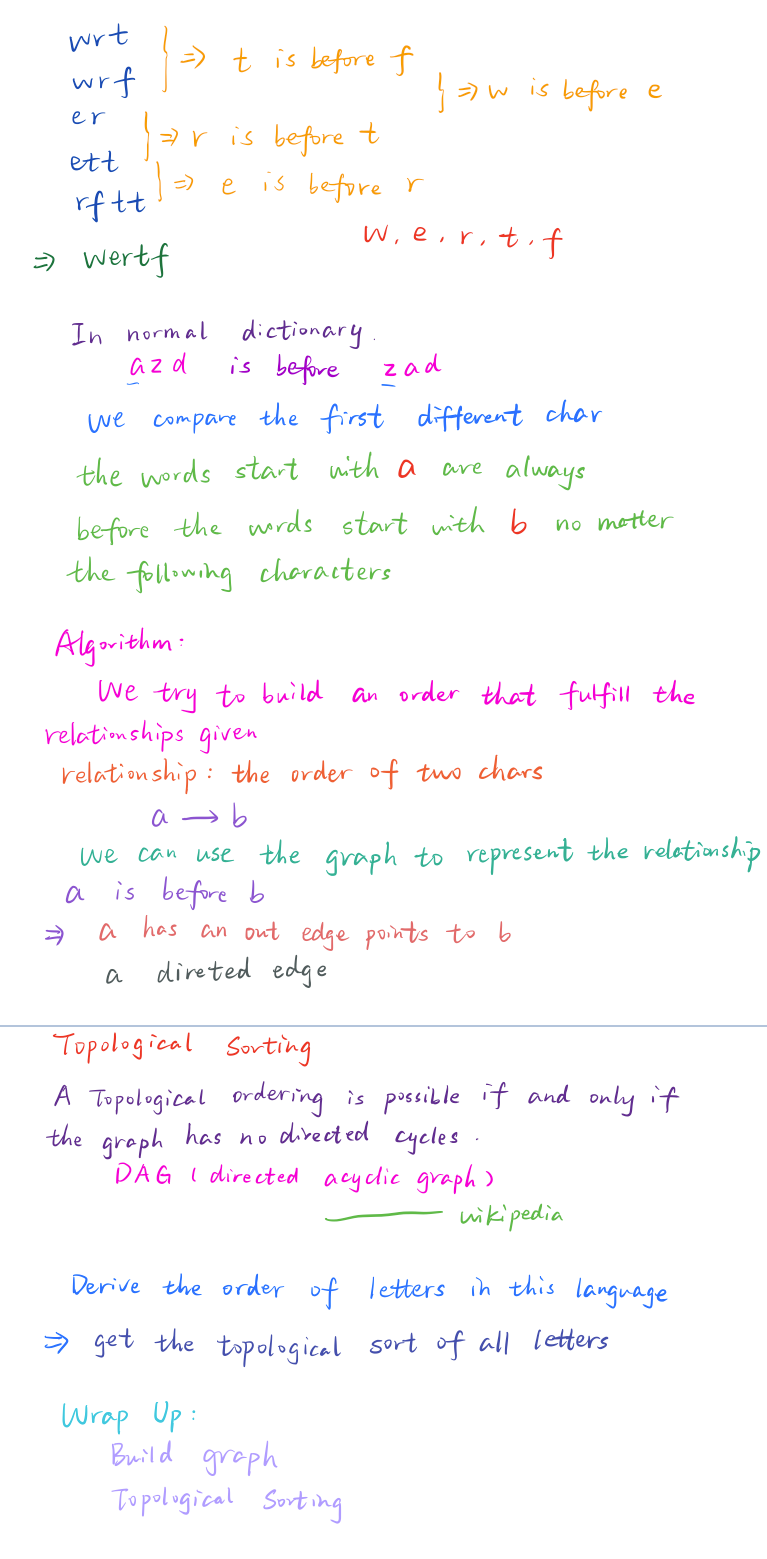 wrt
wrf
⇒ t is before f
er
⇒ w is before e
ett
⇒ r is before t
rftt
⇒ e is before r
w, e, r, t, f
⇒ wertf
In normal dictionary.
azd is before zad
we compare the first different char
the words start with a are always
before the words start with b no matter
the following characters
Algorithm:
We try to build an order that fulfill the
relationships given
relationship: the order of two chars
a → b
we can use the graph to represent the relationship
a is before b
⇒ a has an out edge points to b
a direted edge
Topological Sorting
A Topological ordering is possible if and only if
the graph has no directed cycles.
DAG (directed acyclic graph)
—— wikipedia
Derive the order of letters in this language
⇒ get the topological sort of all letters
Wrap Up:
Build graph
Topological Sorting